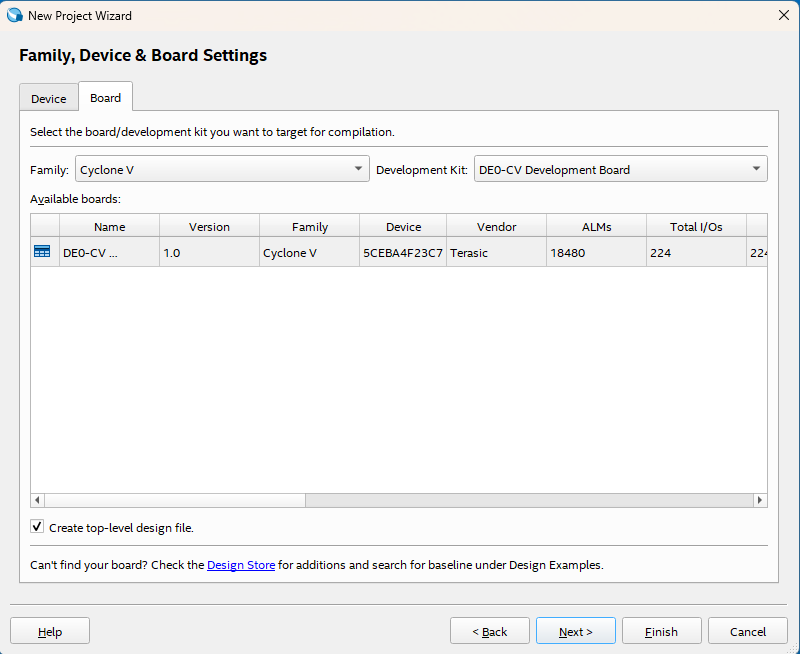 New Project Wizard
Family, Device & Board Settings
Device Board
Select the board/development kit you want to target for compilation.
Family: Cyclone V Development Kit: DE0-CV Development Board
Available boards:
Name Version Family Device Vendor ALMs Total I/Os
DE0-CV ... 1.0 Cyclone V 5CEBA4F23C7 Terasic 18480 224 224
Create top-level design file.
Can't find your board? Check the Design Store for additions and search for baseline under Design Examples.
Help < Back Next > Finish Cancel